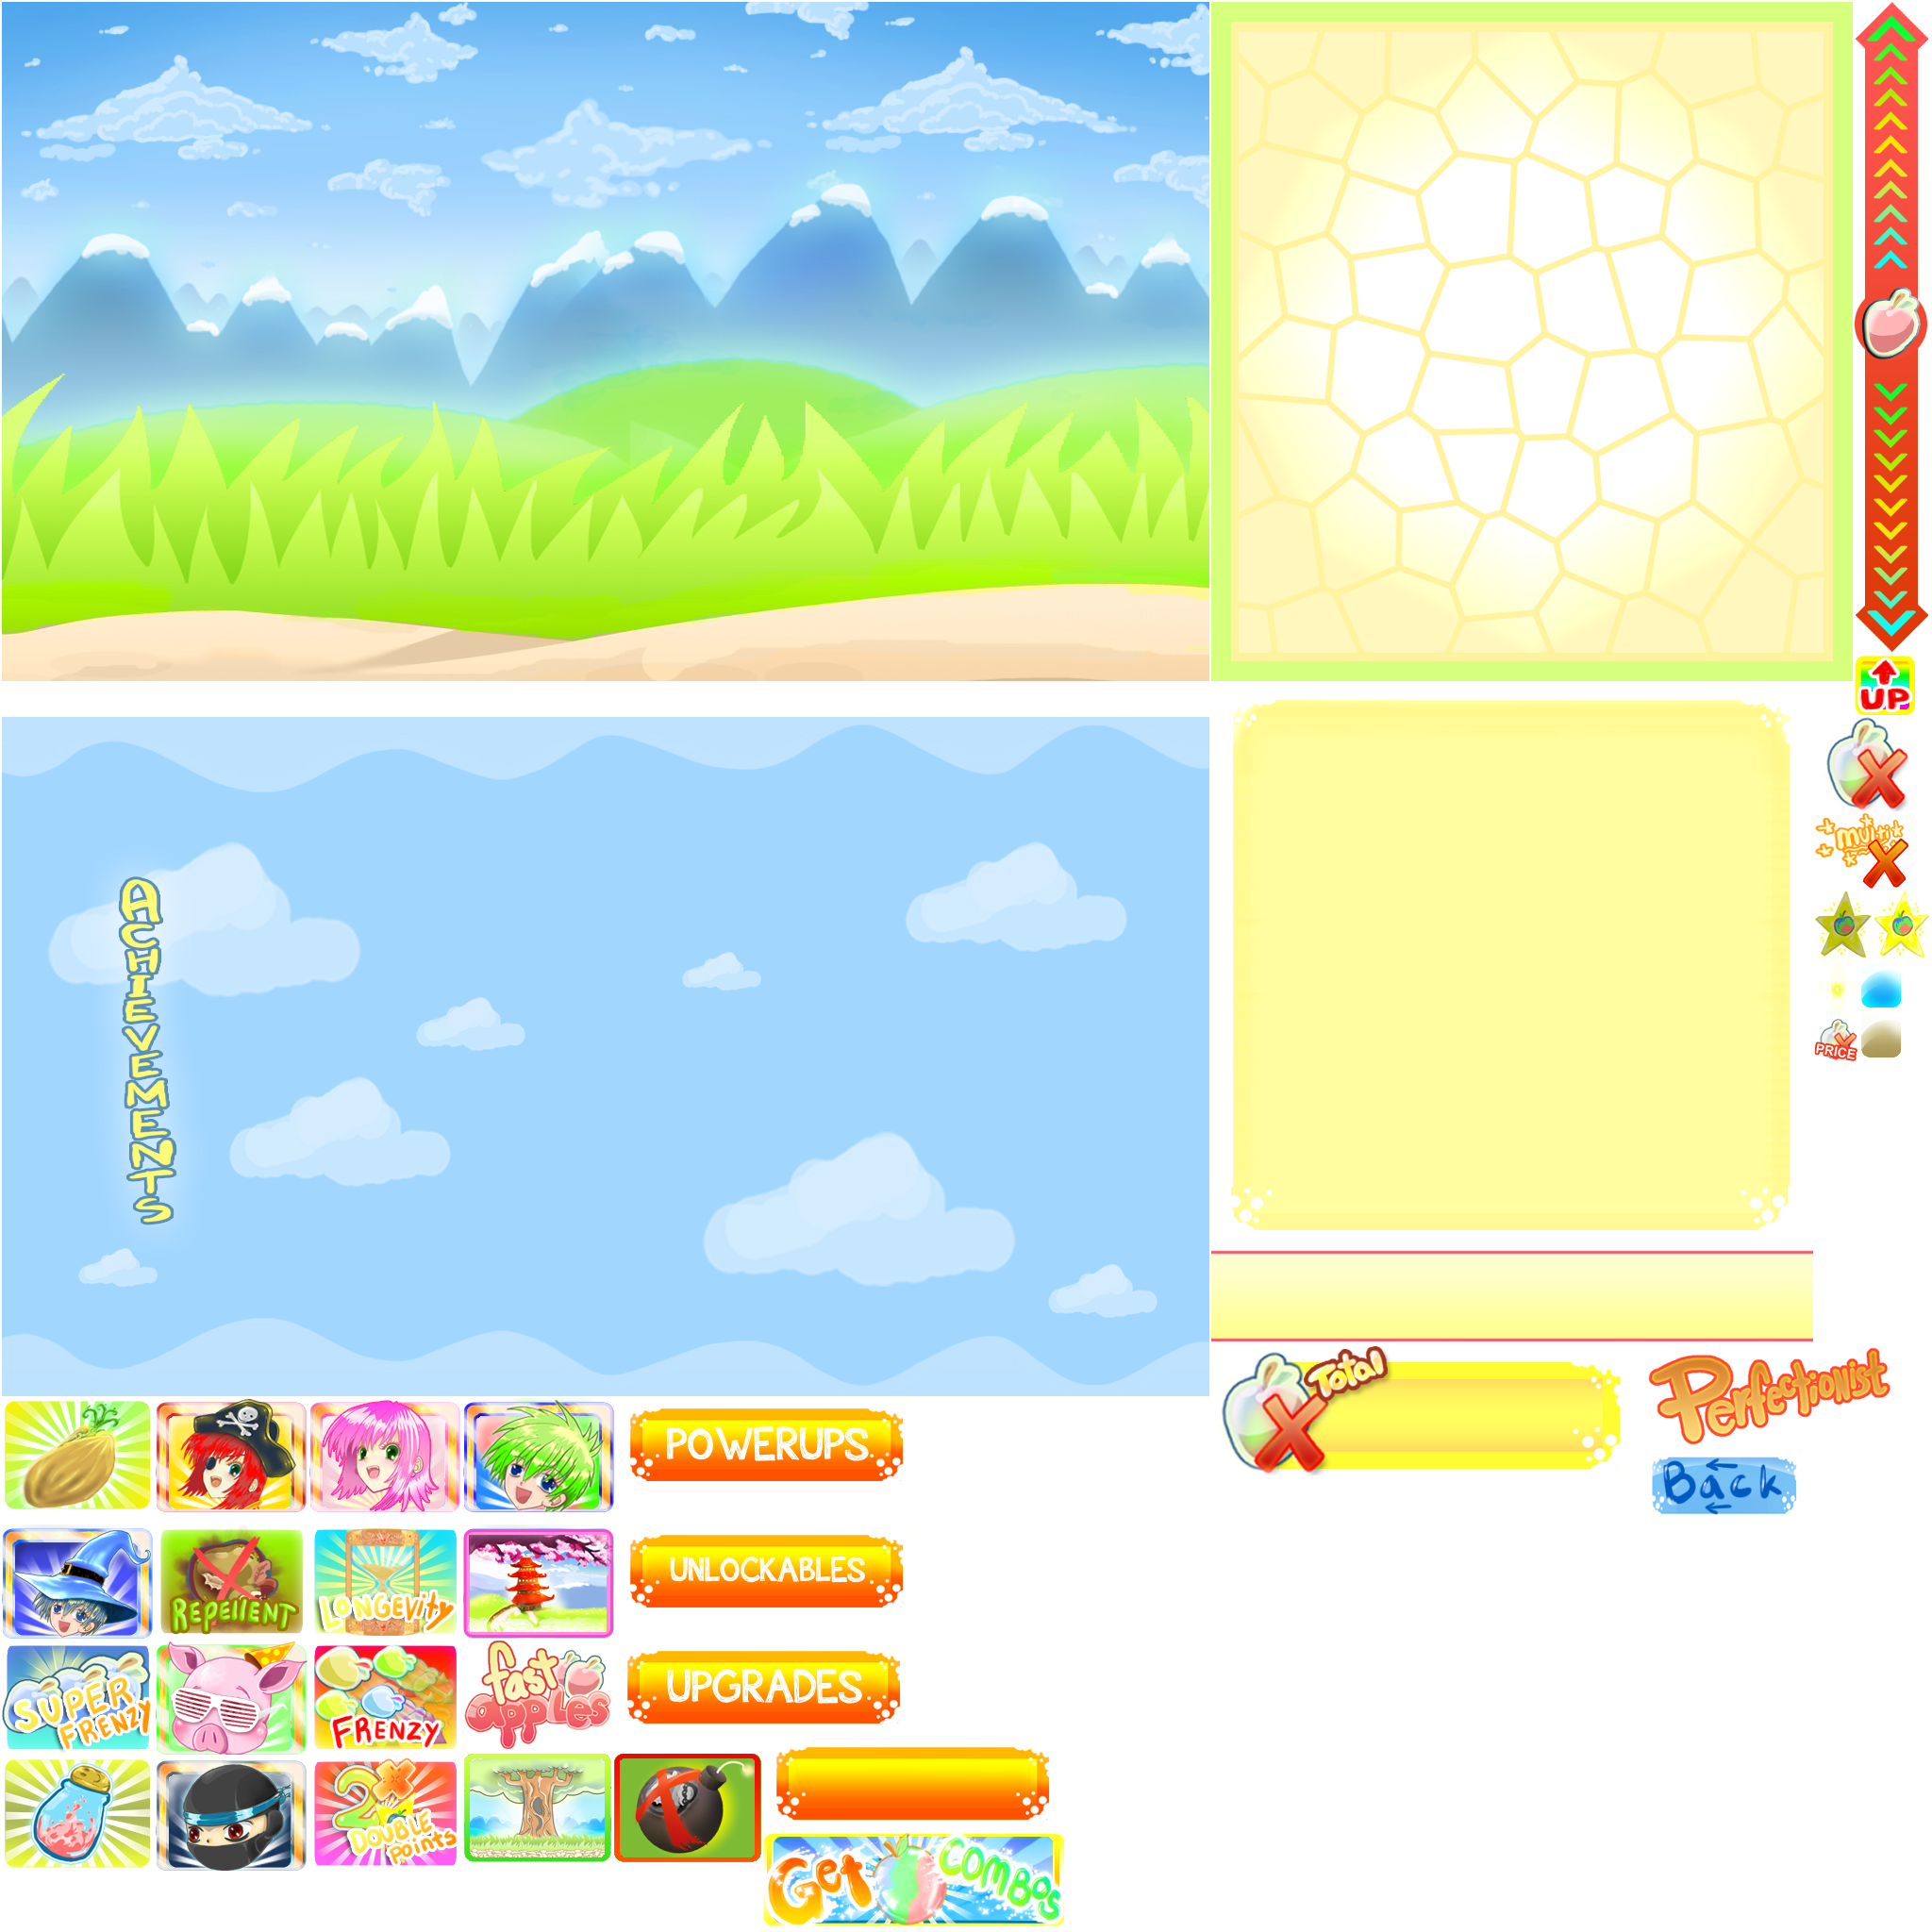 UP
multi
X
PRICE
ACHIEVEMENTS
Total
X
Perfectionist
Back
POWERUPS
REPELLENT
LONGEVITY
UNLOCKABLES
SUPER
FRENZY
FRENZY
fast
apples
UPGRADES
2x
DOUBLE
Points
Get
COMBOS